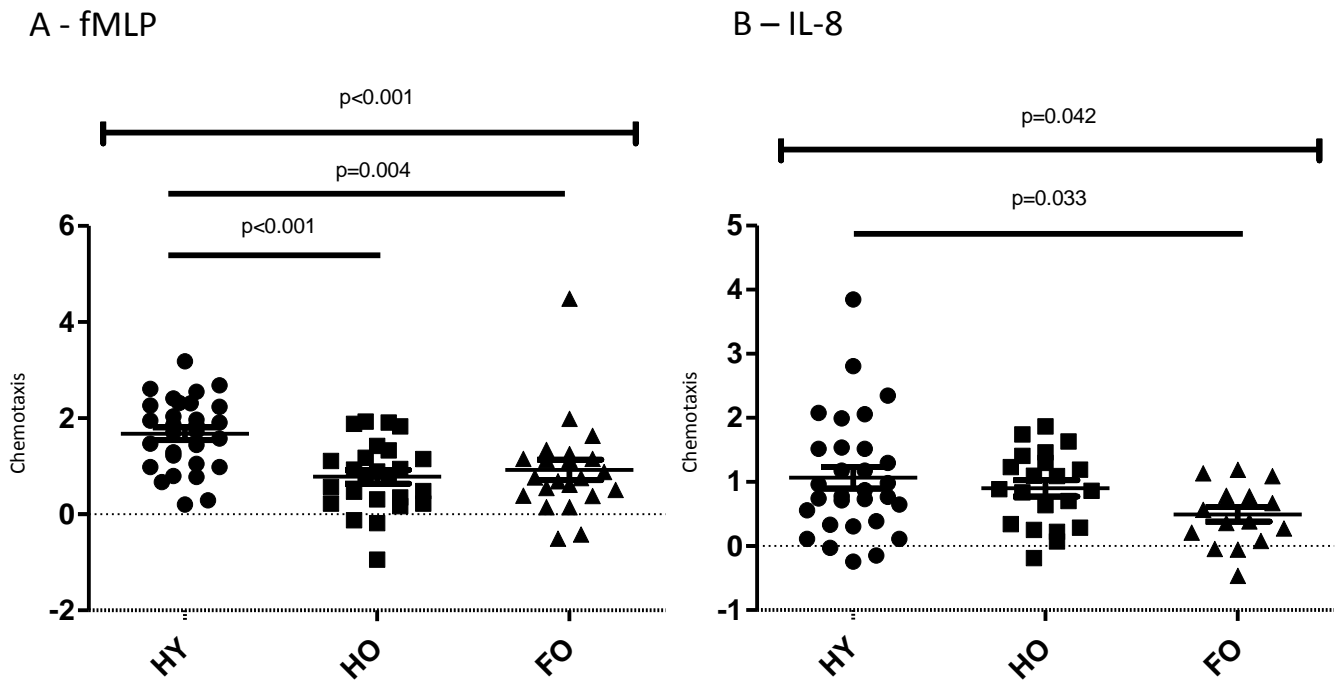 A - fMLP
p<0.001
p=0.004
p<0.001
6
4
2
0
-2
Chemotaxis
HY
HO
FO
B – IL-8
p=0.042
p=0.033
5
4
3
2
1
0
-1
Chemotaxis
HY
HO
FO